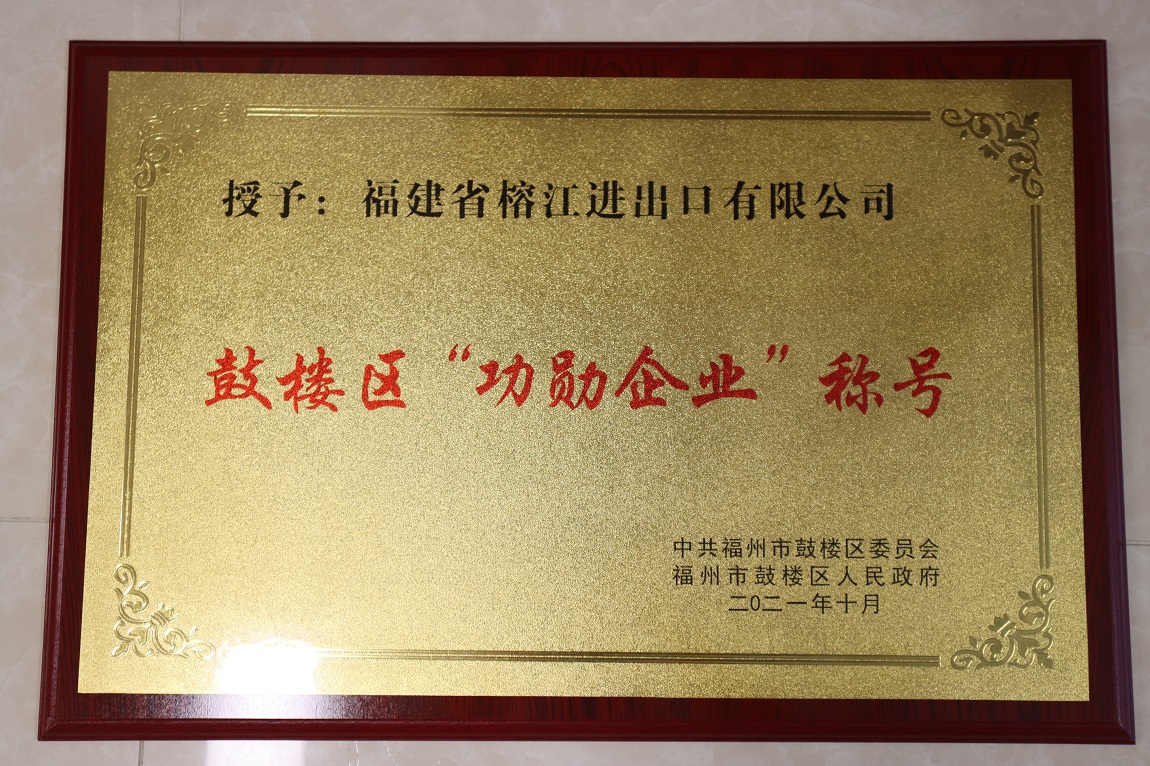 授予：福建省榕江进出口有限公司
鼓楼区“功勋企业”称号
中共福州市鼓楼区委员会
福州市鼓楼区人民政府
二0二一年十月